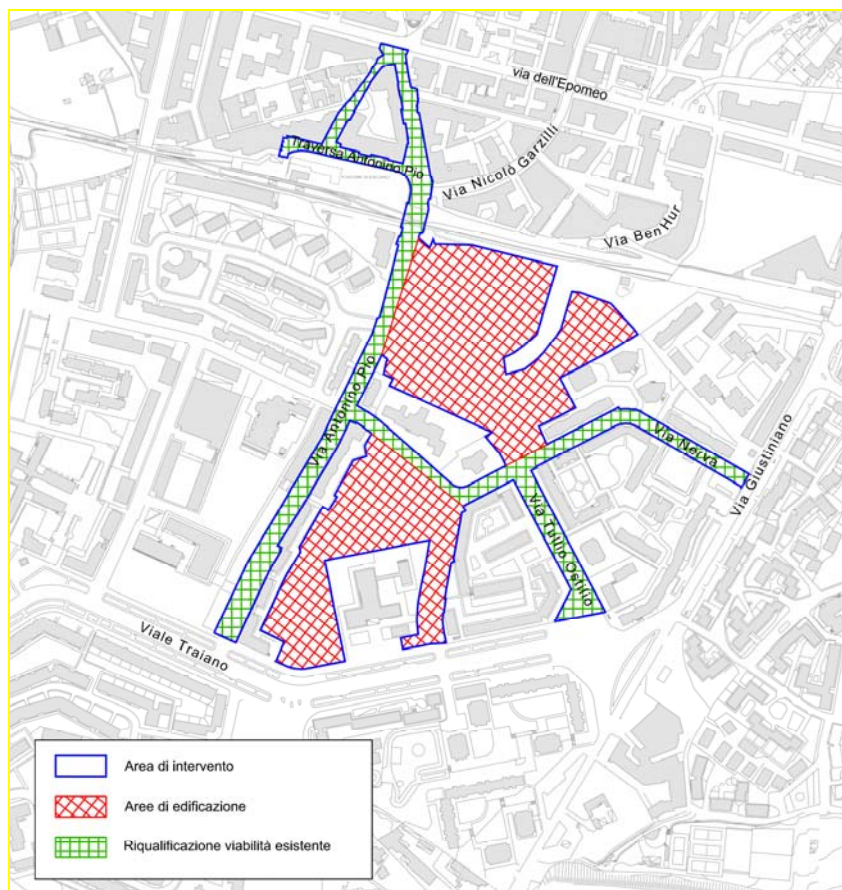 via dell'Epomeo
Traversa Antonino Pio
Via Nicoló Garzilli
Via Ben Hur
Via Antonino Pio
Via Nerva
Via Giustiniano
Via Tullio Ostilio
Viale Traiano
Area di intervento
Aree di edificazione
Riqualificazione viabilità esistente